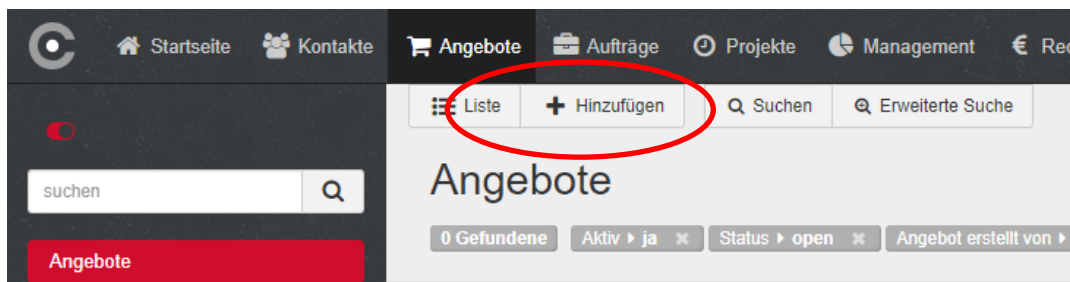 Startseite Kontakte Angebote Aufträge Projekte Management € Rec
Liste Hinzufügen Suchen Erweiterte Suche
suchen
Angebote
0 Gefundene Aktiv ja Status open Angebot erstellt von
Angebote